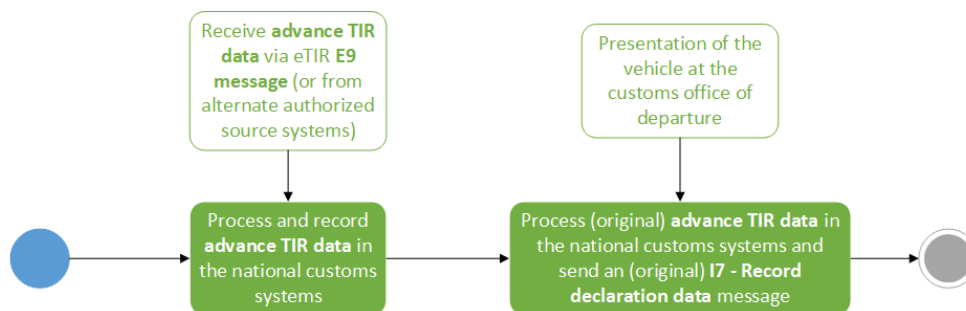 Receive advance TIR
data via eTIR E9
message (or from
alternate authorized
source systems)
Presentation of the
vehicle at the
customs office of
departure
Process and record
advance TIR data in
the national customs
systems
Process (original) advance TIR data in
the national customs systems and
send an (original) I7 - Record
declaration data message